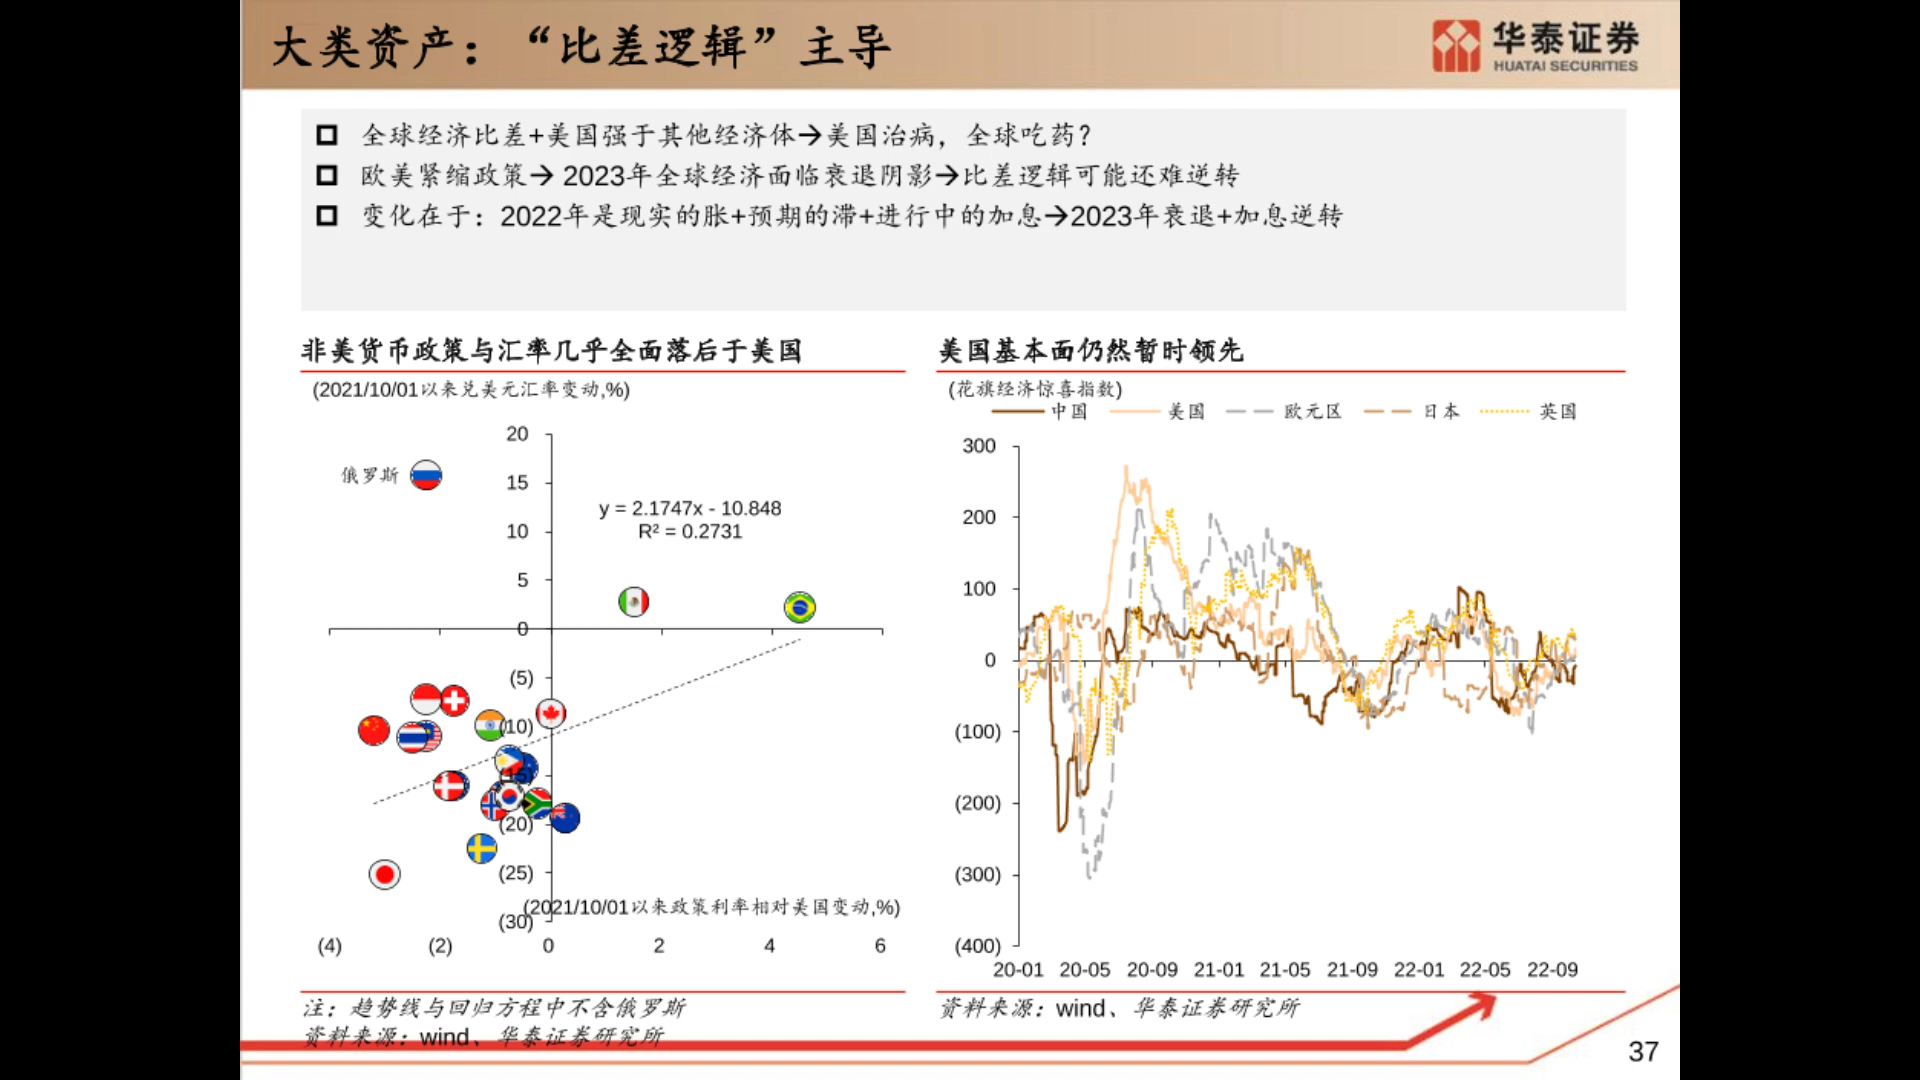 大类资产：“比差逻辑”主导
华泰证券
HUATAI SECURITIES
全球经济比差+美国强于其他经济体→美国治病，全球吃药？
欧美紧缩政策→ 2023年全球经济面临衰退阴影→比差逻辑可能还难逆转
变化在于：2022年是现实的胀+预期的滞+进行中的加息→2023年衰退+加息逆转
非美货币政策与汇率几乎全面落后于美国
(2021/10/01以来兑美元汇率变动,%)
20
俄罗斯
15
y = 2.1747x - 10.848
R² = 0.2731
10
5
0
(5)
(10)
(15)
(20)
(25)
(2021/10/01以来政策利率相对美国变动,%)
(30)
(4) (2) 0 2 4 6
注：趋势线与回归方程中不含俄罗斯
资料来源：wind、华泰证券研究所
美国基本面仍然暂时领先
(花旗经济惊喜指数)
中国 美国 欧元区 日本 英国
300
200
100
0
(100)
(200)
(300)
(400)
20-01 20-05 20-09 21-01 21-05 21-09 22-01 22-05 22-09
资料来源：wind、华泰证券研究所
37